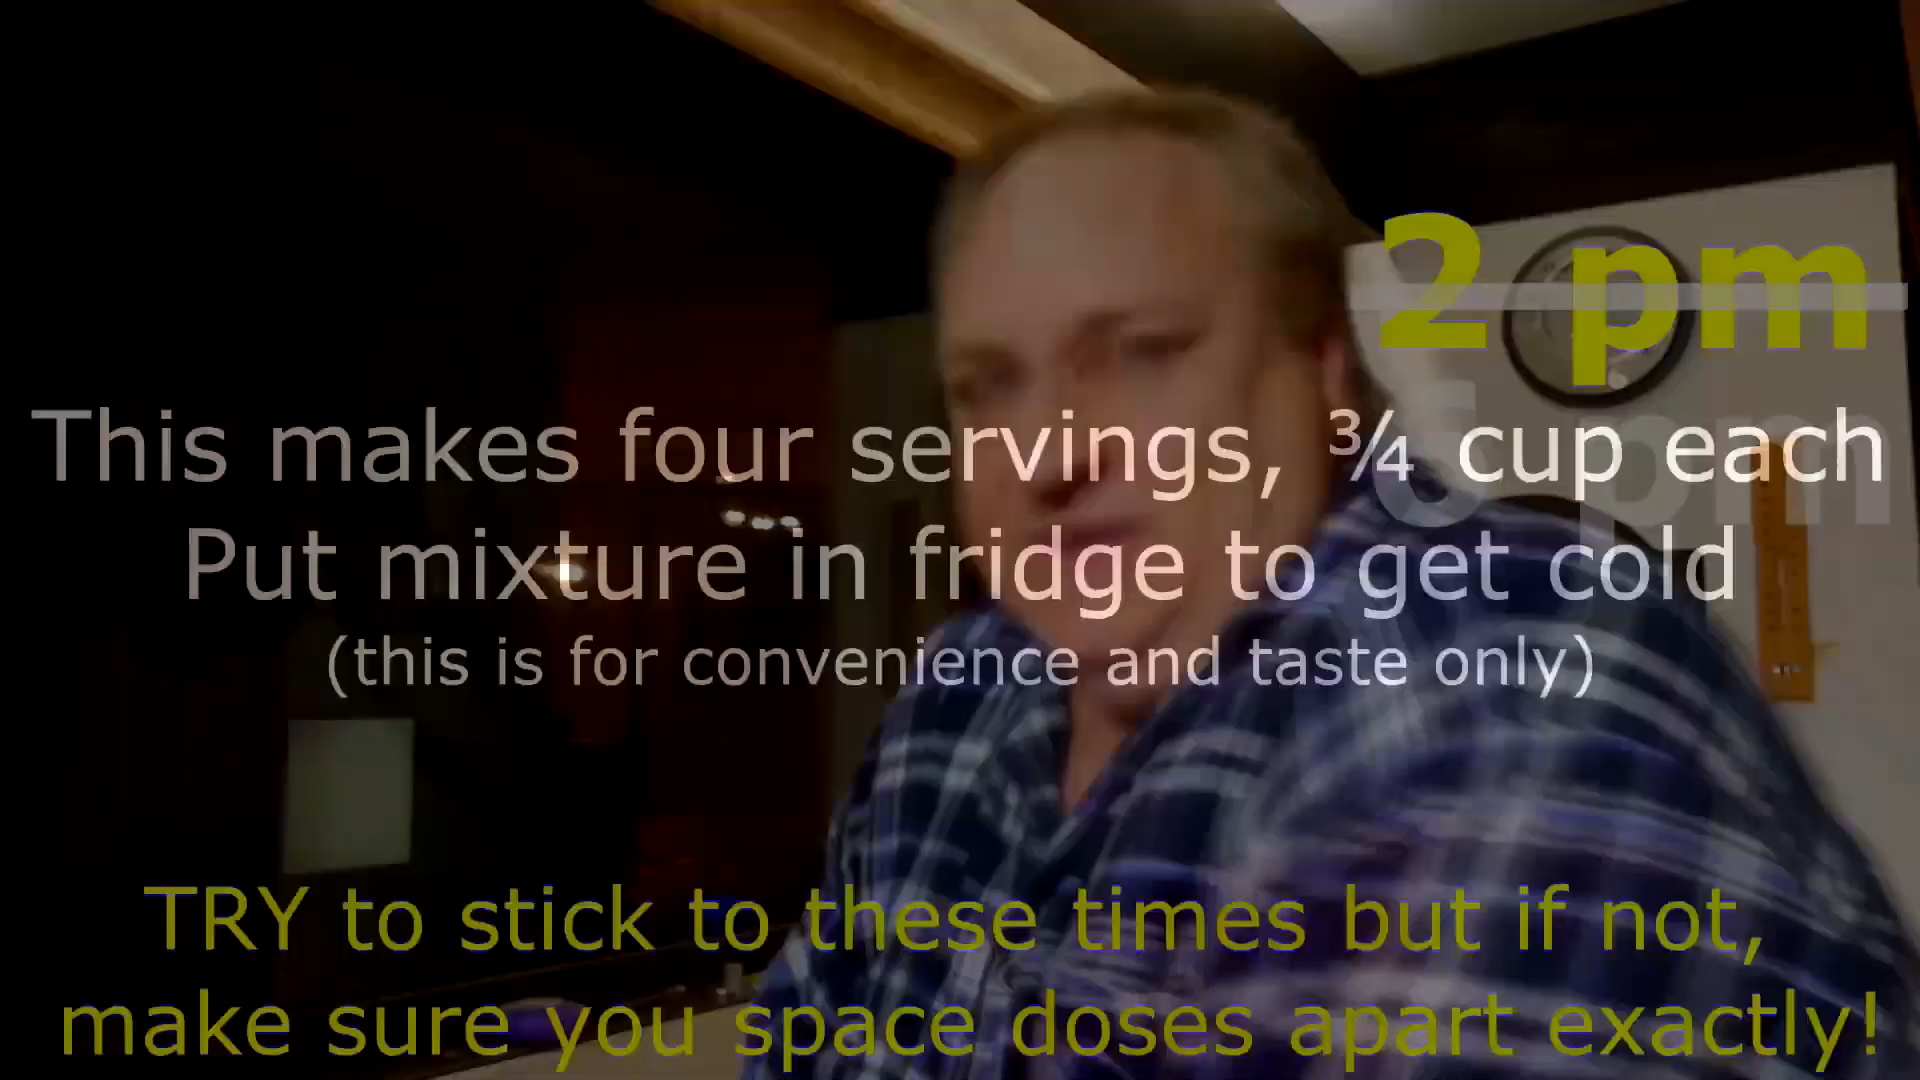 2 pm
6 pm
This makes four servings, ¾ cup each
Put mixture in fridge to get cold
(this is for convenience and taste only)
TRY to stick to these times but if not,
make sure you space doses apart exactly!